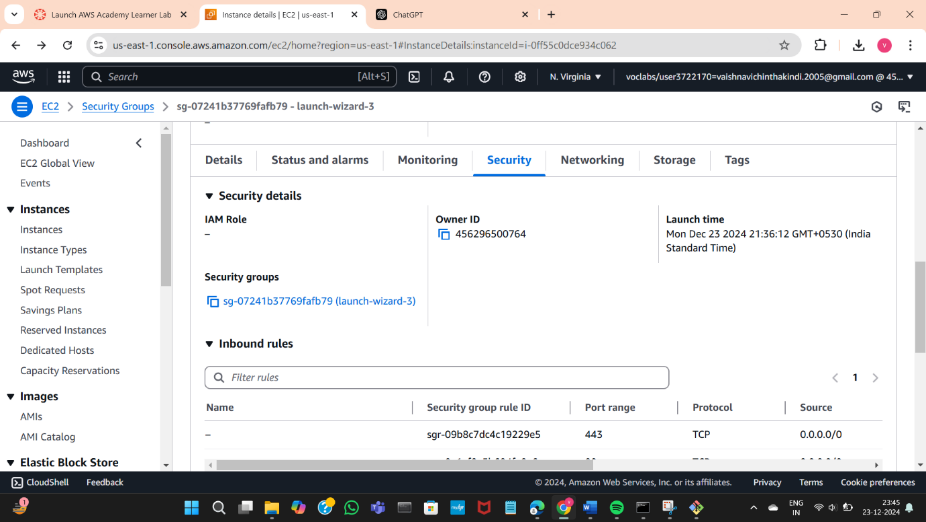 Launch AWS Academy Learner Lab
Instance details | EC2 | us-east-1
ChatGPT
us-east-1.console.aws.amazon.com/ec2/home?region=us-east-1#InstanceDetails:instanceId=i-0ff55c0dce934c062
v
aws
Search [Alt+S]
N. Virginia
voclabs/user3722170=vaishnavichinthakindi.2005@gmail.com @ 45...
EC2 > Security Groups > sg-07241b37769fafb79 - launch-wizard-3
Dashboard
EC2 Global View
Events
Instances
Instances
Instance Types
Launch Templates
Spot Requests
Savings Plans
Reserved Instances
Dedicated Hosts
Capacity Reservations
Images
AMIs
AMI Catalog
Elastic Block Store
–
Details Status and alarms Monitoring Security Networking Storage Tags
Security details
IAM Role
–
Owner ID
456296500764
Launch time
Mon Dec 23 2024 21:36:12 GMT+0530 (India
Standard Time)
Security groups
sg-07241b37769fafb79 (launch-wizard-3)
Inbound rules
Filter rules
1
Name Security group rule ID Port range Protocol Source
– sgr-09b8c7dc4c19229e5 443 TCP 0.0.0.0/0
CloudShell Feedback © 2024, Amazon Web Services, Inc. or its affiliates. Privacy Terms Cookie preferences
1
ENG
IN
23:45
23-12-2024